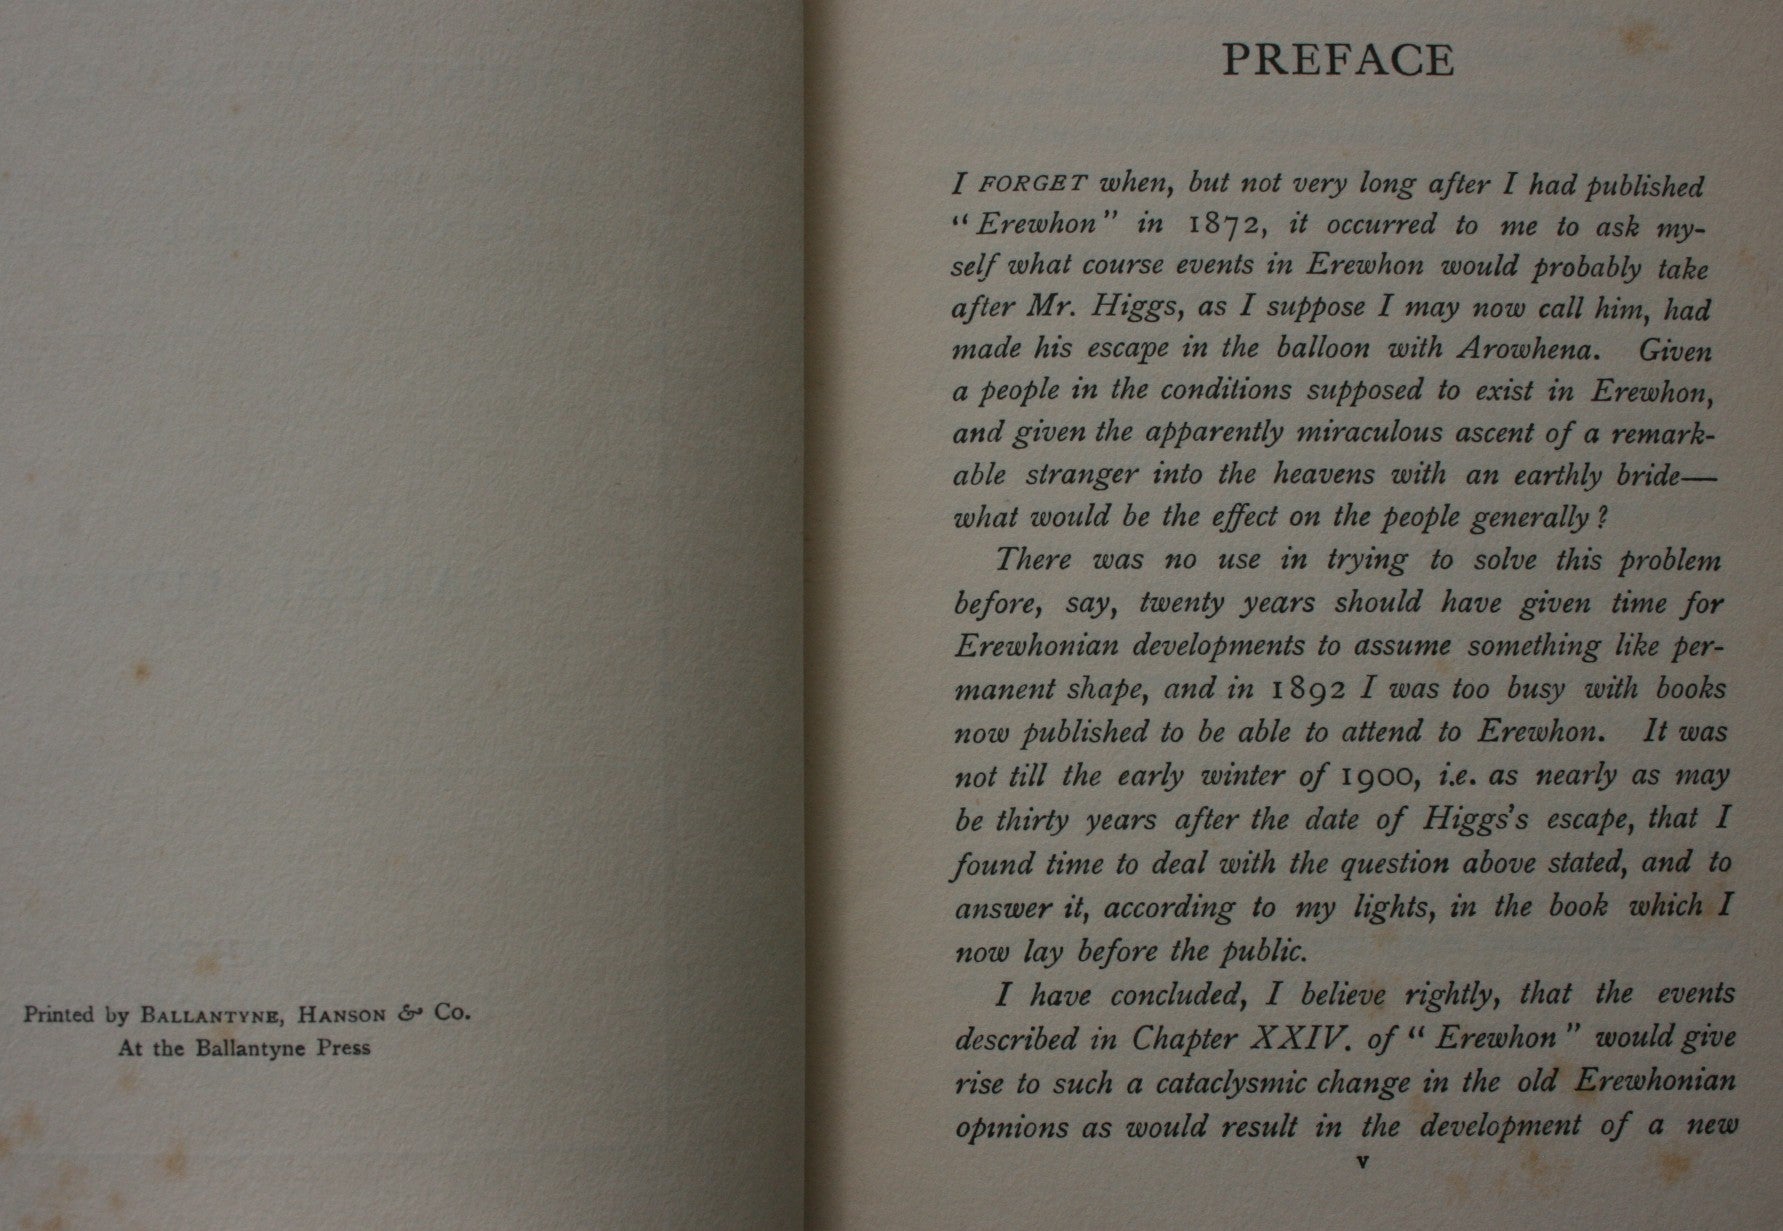 Printed by BALLANTYNE, HANSON & Co.
At the Ballantyne Press
PREFACE
I FORGET when, but not very long after I had published
“Erewhon” in 1872, it occurred to me to ask my-
self what course events in Erewhon would probably take
after Mr. Higgs, as I suppose I may now call him, had
made his escape in the balloon with Arowhena. Given
a people in the conditions supposed to exist in Erewhon,
and given the apparently miraculous ascent of a remark-
able stranger into the heavens with an earthly bride—
what would be the effect on the people generally?
There was no use in trying to solve this problem
before, say, twenty years should have given time for
Erewhonian developments to assume something like per-
manent shape, and in 1892 I was too busy with books
now published to be able to attend to Erewhon. It was
not till the early winter of 1900, i.e. as nearly as may
be thirty years after the date of Higgs's escape, that I
found time to deal with the question above stated, and to
answer it, according to my lights, in the book which I
now lay before the public.
I have concluded, I believe rightly, that the events
described in Chapter XXIV. of “Erewhon” would give
rise to such a cataclysmic change in the old Erewhonian
opinions as would result in the development of a new
v